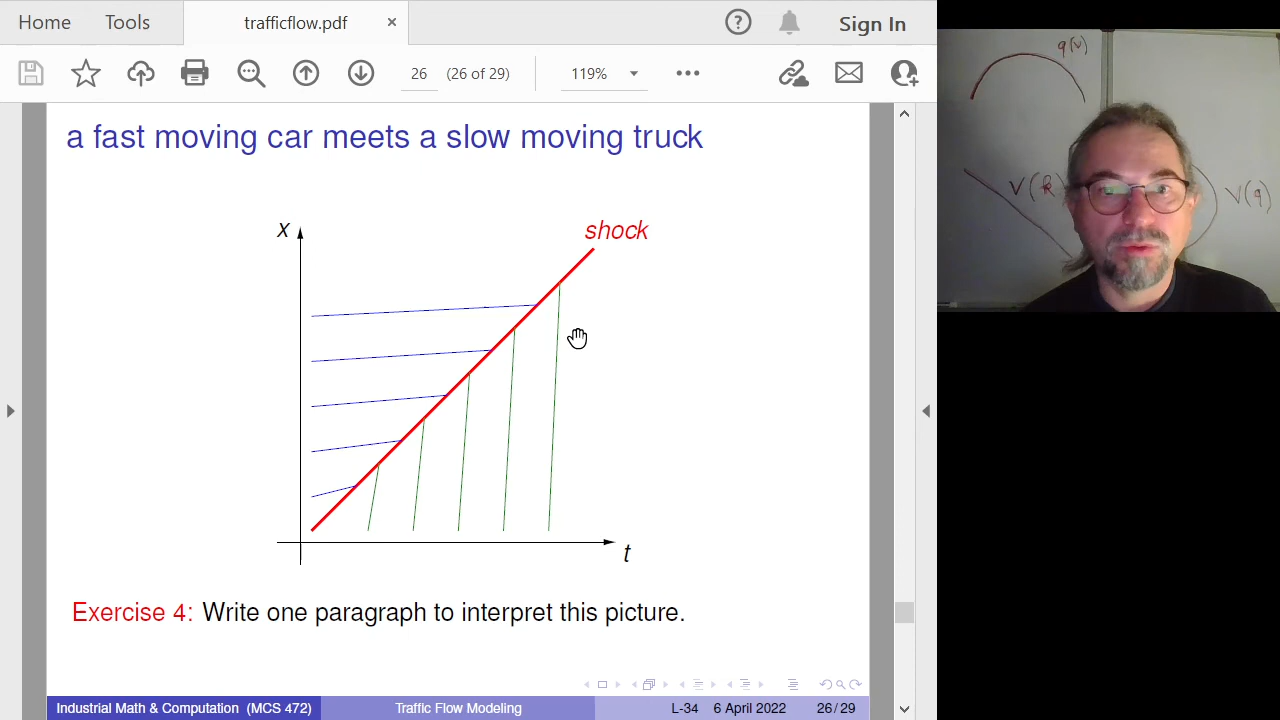 Home Tools trafficflow.pdf × ? Sign In
26 (26 of 29) 119%
a fast moving car meets a slow moving truck
x
shock
t
Exercise 4: Write one paragraph to interpret this picture.
Industrial Math & Computation (MCS 472) Traffic Flow Modeling L-34 6 April 2022 26/29
q(v)
V(k)
V(q)